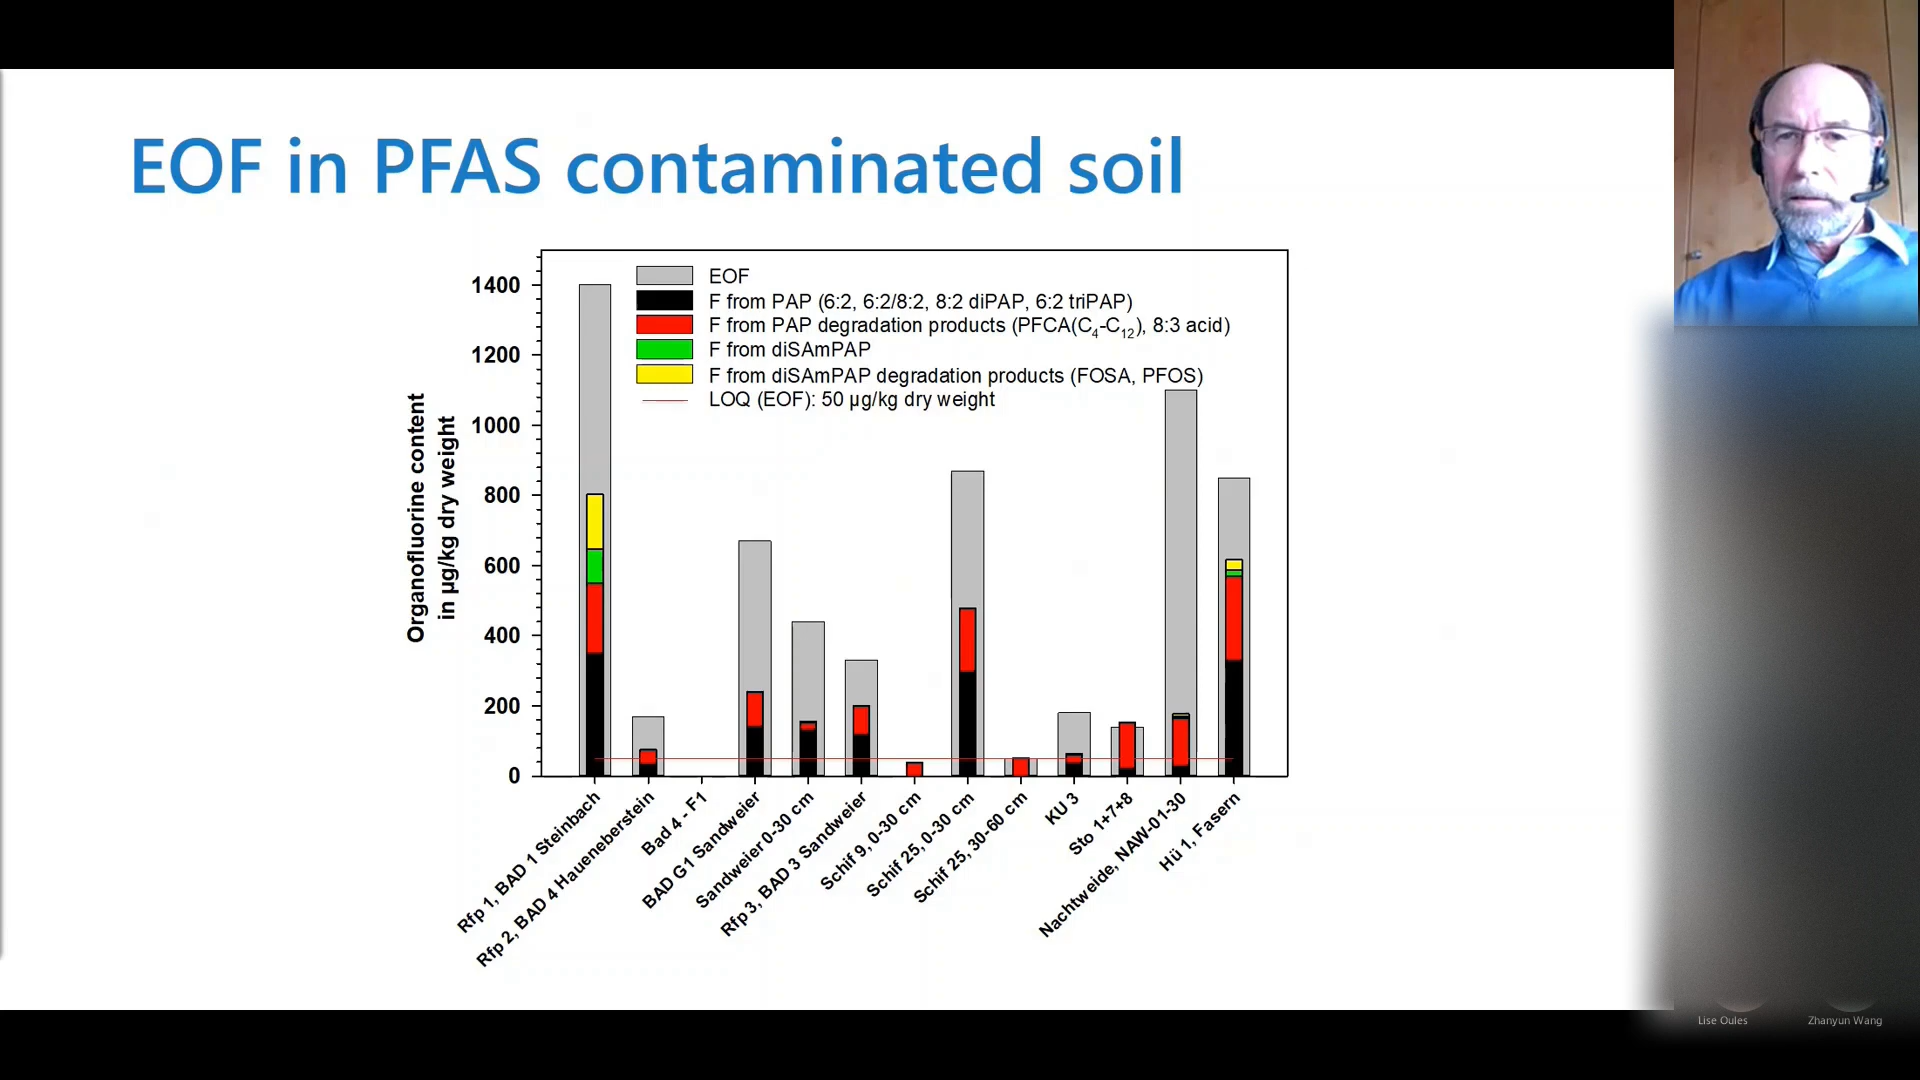 EOF in PFAS contaminated soil
EOF
F from PAP (6:2, 6:2/8:2, 8:2 diPAP, 6:2 triPAP)
F from PAP degradation products (PFCA(C4-C12), 8:3 acid)
F from diSAmPAP
F from diSAmPAP degradation products (FOSA, PFOS)
LOQ (EOF): 50 µg/kg dry weight
Organofluorine content
in µg/kg dry weight
1400
1200
1000
800
600
400
200
0
Rfp 1, BAD 1 Steinbach
Rfp 2, BAD 4 Haueneberstein
Bad 4 - F1
BAD G1 Sandweier
Sandweier 0-30 cm
Rfp 3, BAD 3 Sandweier
Schif 9, 0-30 cm
Schif 25, 0-30 cm
Schif 25, 30-60 cm
KU 3
Sto 1+7+8
Nachtweide, NAW-01-30
Hü 1, Fasern
Lise Oules
Zhanyun Wang